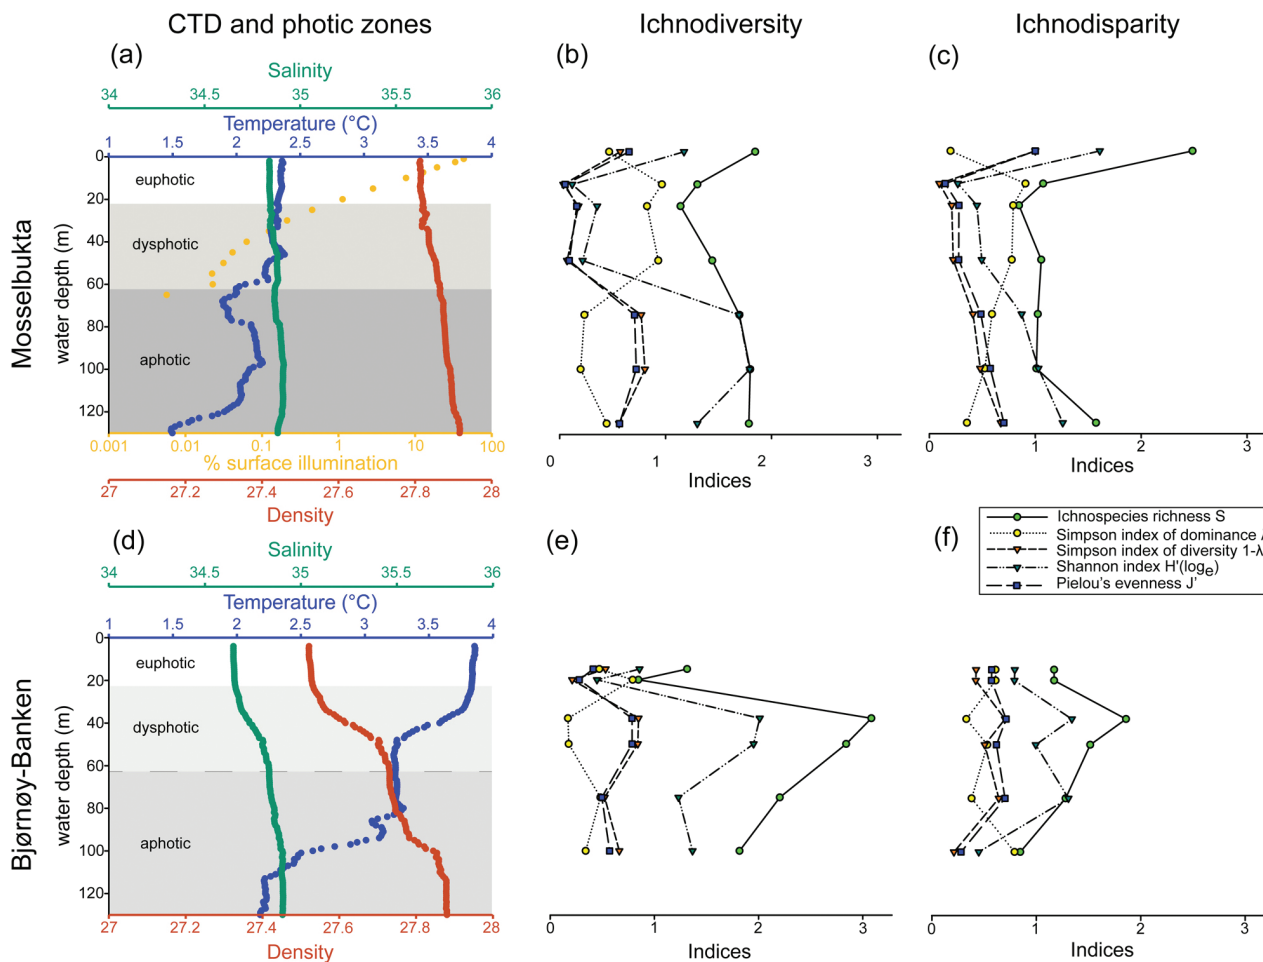 CTD and photic zones
Ichnodiversity
Ichnodisparity
(a)
(b)
(c)
Salinity
34 34.5 35 35.5 36
Temperature (°C)
1 1.5 2 2.5 3 3.5 4
Mosselbukta
water depth (m)
0
20
40
60
80
100
120
euphotic
dysphotic
aphotic
0.001 0.01 0.1 1 10 100
% surface illumination
27 27.2 27.4 27.6 27.8 28
Density
0 1 2 3
Indices
0 1 2 3
Indices
(d)
(e)
(f)
Ichnospecies richness S
Simpson index of dominance
Simpson index of diversity 1-λ
Shannon index H'(logₑ)
Pielou's evenness J'
Salinity
34 34.5 35 35.5 36
Temperature (°C)
1 1.5 2 2.5 3 3.5 4
Bjørnøy-Banken
water depth (m)
0
20
40
60
80
100
120
euphotic
dysphotic
aphotic
27 27.2 27.4 27.6 27.8 28
Density
0 1 2 3
Indices
0 1 2 3
Indices